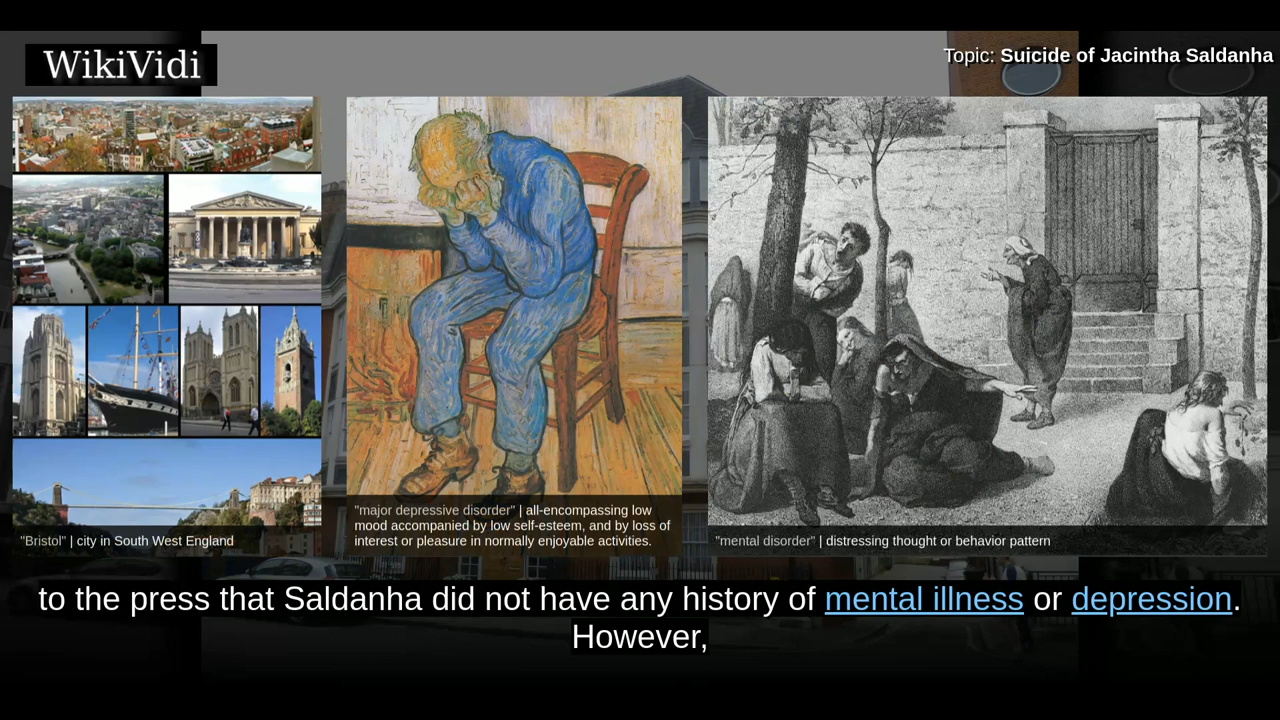 WikiVidi
Topic: Suicide of Jacintha Saldanha
"Bristol" | city in South West England
"major depressive disorder" | all-encompassing low
mood accompanied by low self-esteem, and by loss of
interest or pleasure in normally enjoyable activities.
"mental disorder" | distressing thought or behavior pattern
to the press that Saldanha did not have any history of mental illness or depression.
However,